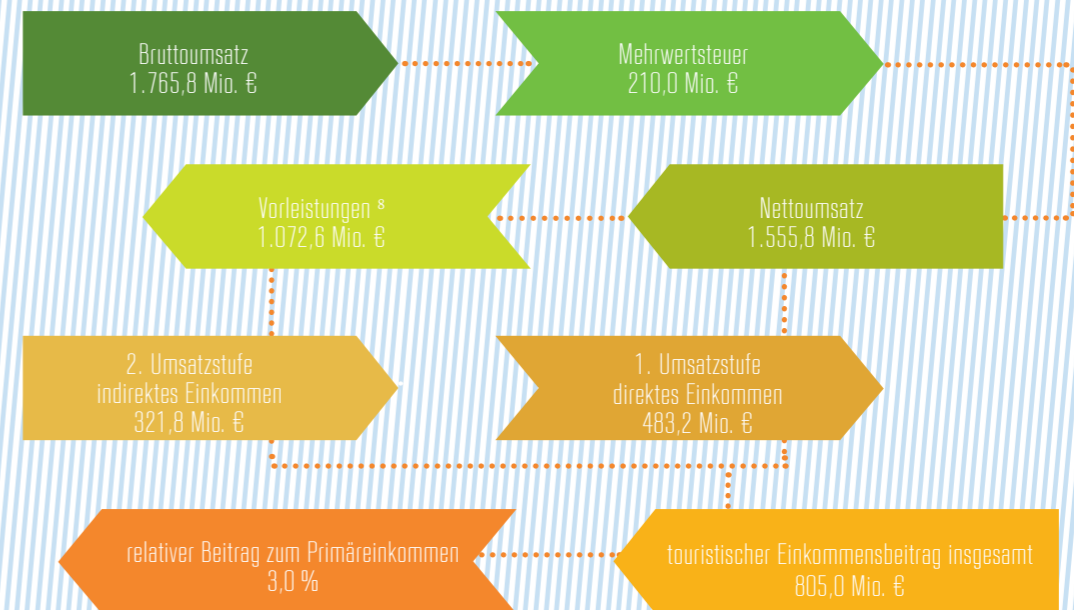 Bruttoumsatz
1.765,8 Mio. €
Mehrwertsteuer
210,0 Mio. €
Vorleistungen ⁸
1.072,6 Mio. €
Nettoumsatz
1.555,8 Mio. €
2. Umsatzstufe
indirektes Einkommen
321,8 Mio. €
1. Umsatzstufe
direktes Einkommen
483,2 Mio. €
relativer Beitrag zum Primäreinkommen
3,0 %
touristischer Einkommensbeitrag insgesamt
805,0 Mio. €